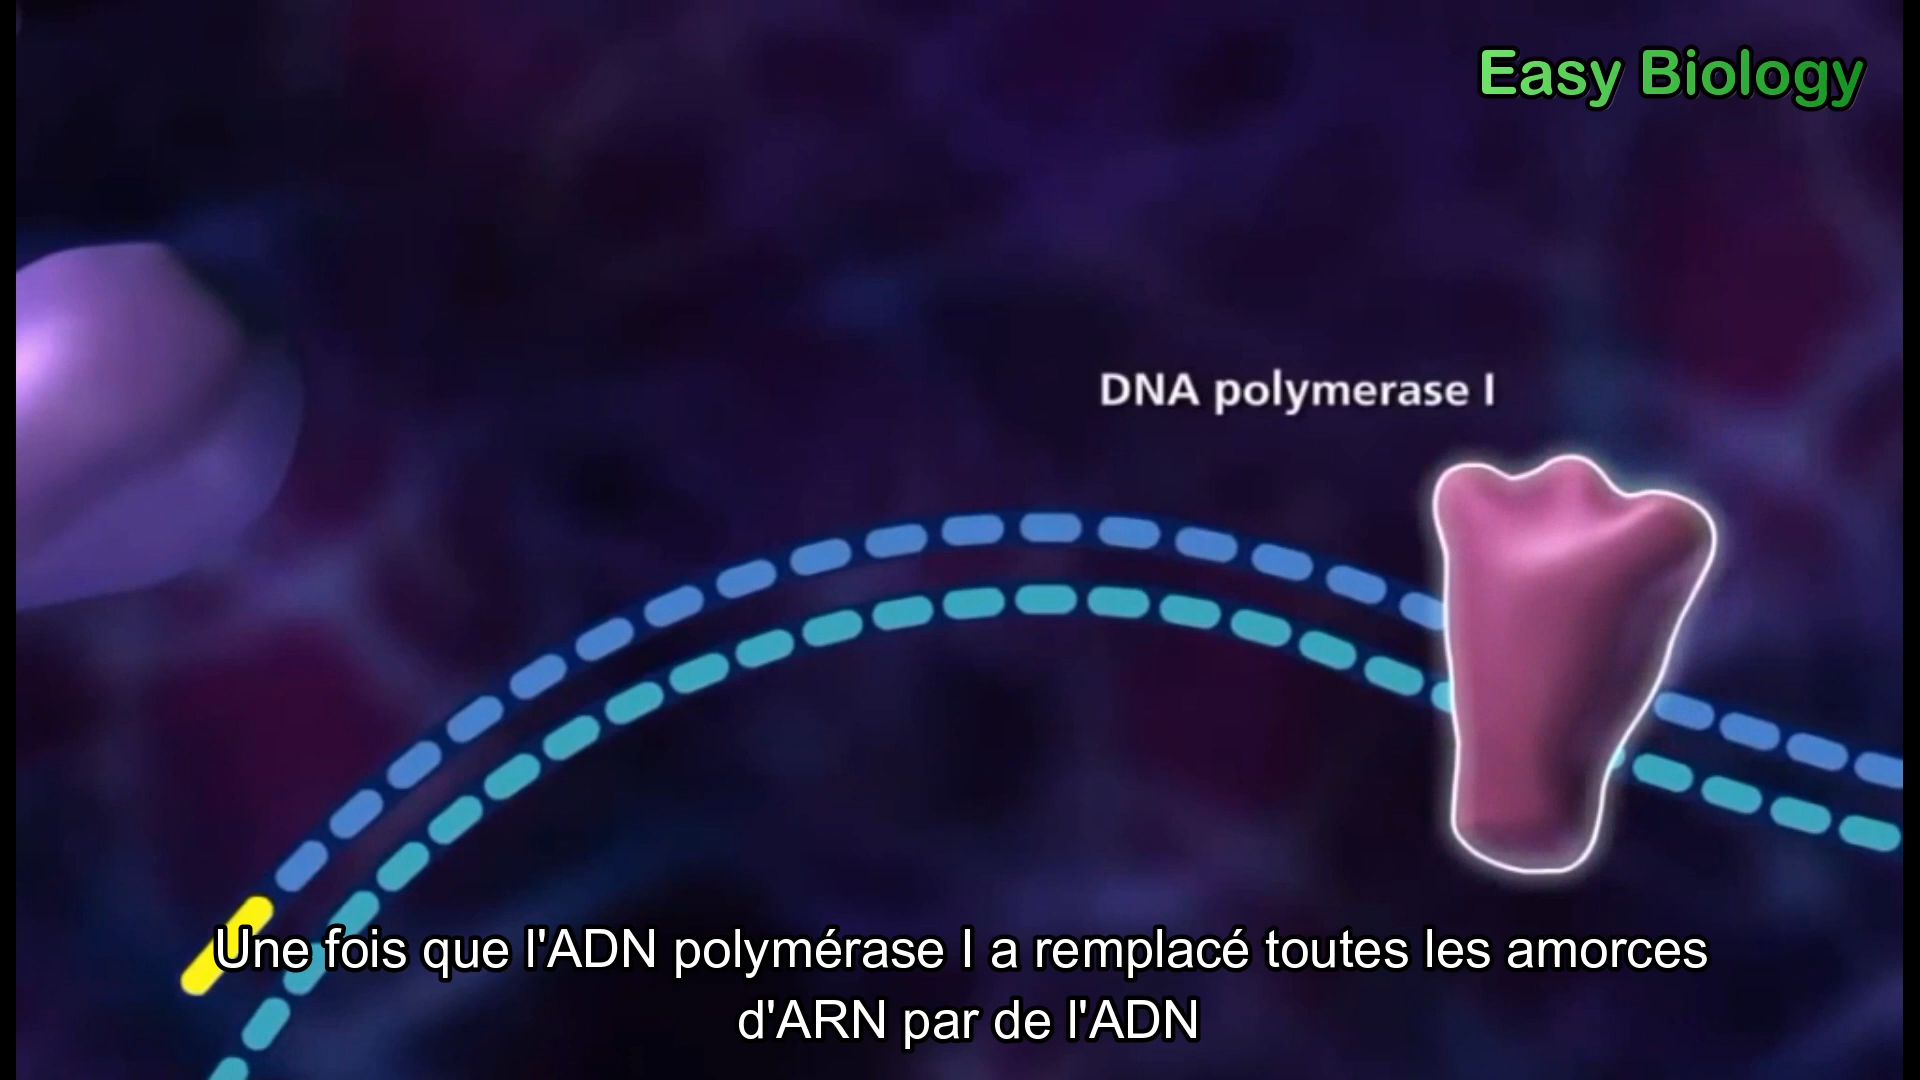 Easy Biology
DNA polymerase I
Une fois que l'ADN polymérase I a remplacé toutes les amorces
d'ARN par de l'ADN